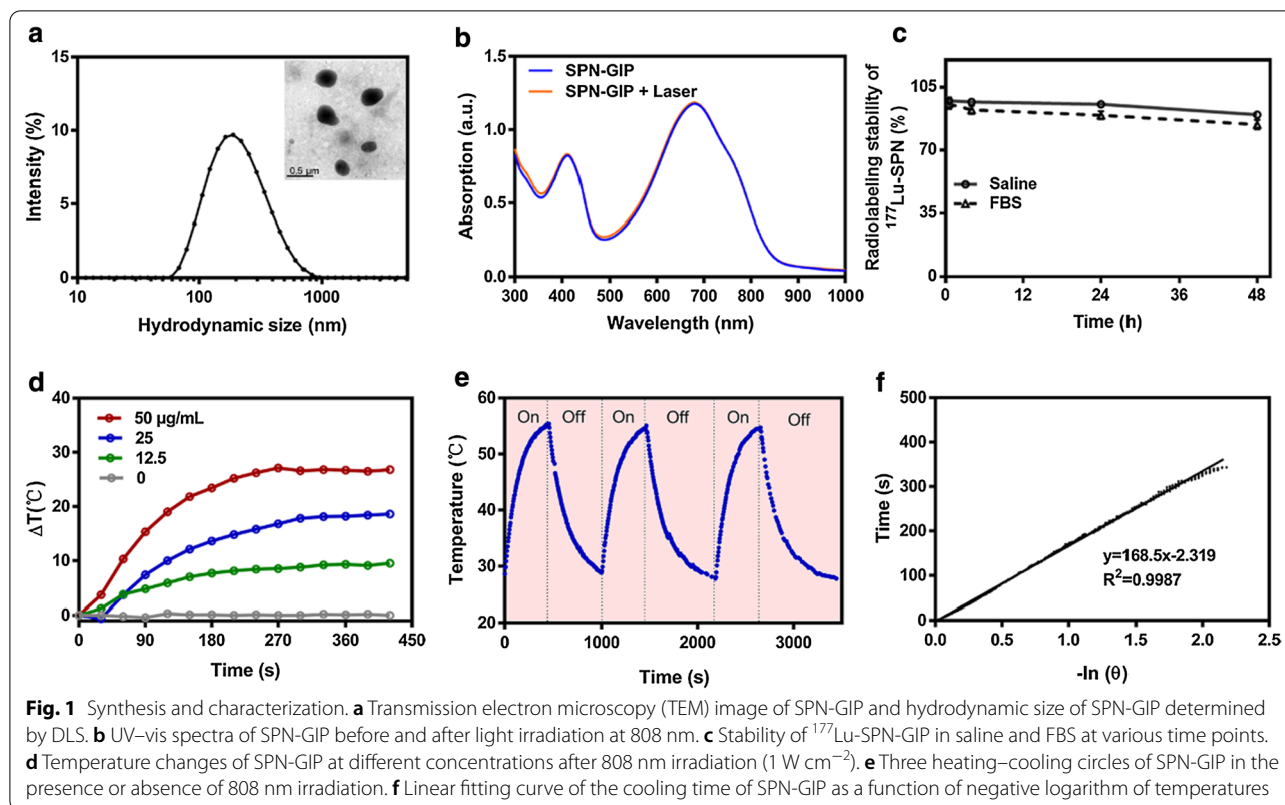 a
15
10
5
0
Intensity (%)
10
100
1000
Hydrodynamic size (nm)
0.5 µm
b
1.5
1.0
0.5
0.0
Absorption (a.u.)
SPN-GIP
SPN-GIP + Laser
300
400
500
600
700
800
900
1000
Wavelength (nm)
c
105
70
35
0
Radiolabeling stability of
¹⁷⁷Lu-SPN (%)
Saline
FBS
0
12
24
36
48
Time (h)
d
40
30
20
10
0
ΔT(℃)
50 µg/mL
25
12.5
0
0
90
180
270
360
450
Time (s)
e
60
50
40
30
20
Temperature (℃)
On
Off
On
Off
On
Off
0
1000
2000
3000
Time (s)
f
500
400
300
200
100
0
Time (s)
y=168.5x-2.319
R²=0.9987
0.0
0.5
1.0
1.5
2.0
2.5
-In (θ)
Fig. 1 Synthesis and characterization. a Transmission electron microscopy (TEM) image of SPN-GIP and hydrodynamic size of SPN-GIP determined
by DLS. b UV–vis spectra of SPN-GIP before and after light irradiation at 808 nm. c Stability of ¹⁷⁷Lu-SPN-GIP in saline and FBS at various time points.
d Temperature changes of SPN-GIP at different concentrations after 808 nm irradiation (1 W cm⁻²). e Three heating–cooling circles of SPN-GIP in the
presence or absence of 808 nm irradiation. f Linear fitting curve of the cooling time of SPN-GIP as a function of negative logarithm of temperatures